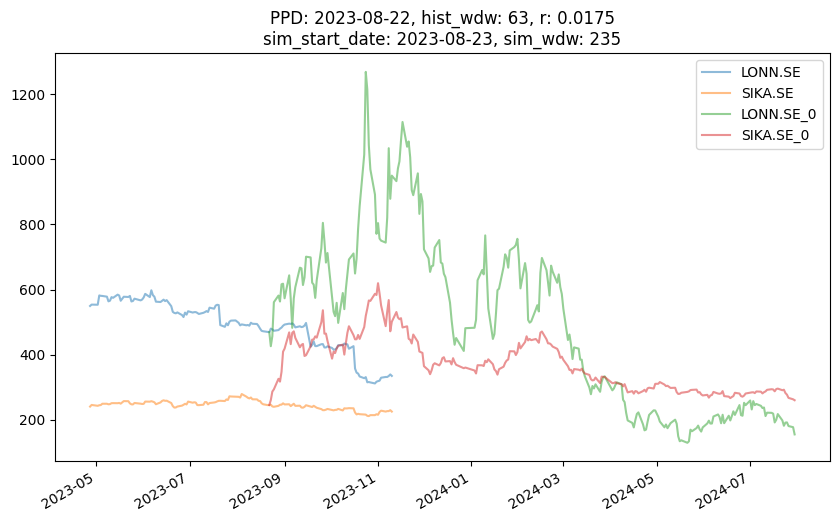 PPD: 2023-08-22, hist_wdw: 63, r: 0.0175
sim_start_date: 2023-08-23, sim_wdw: 235
LONN.SE
SIKA.SE
LONN.SE_0
SIKA.SE_0
1200
1000
800
600
400
200
2023-05
2023-07
2023-09
2023-11
2024-01
2024-03
2024-05
2024-07